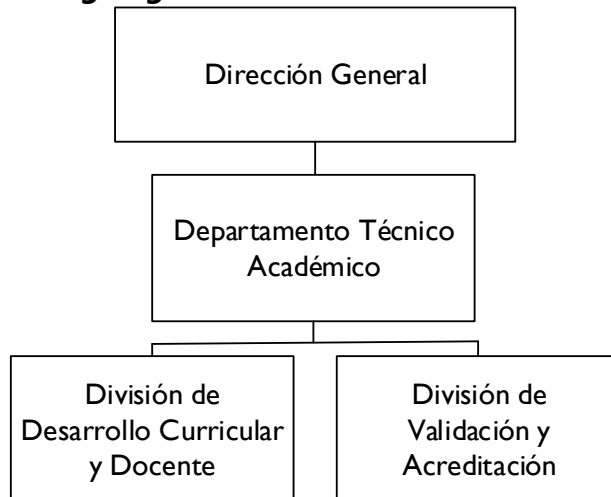 Dirección General
Departamento Técnico
Académico
División de
Desarrollo Curricular
y Docente
División de
Validación y
Acreditación